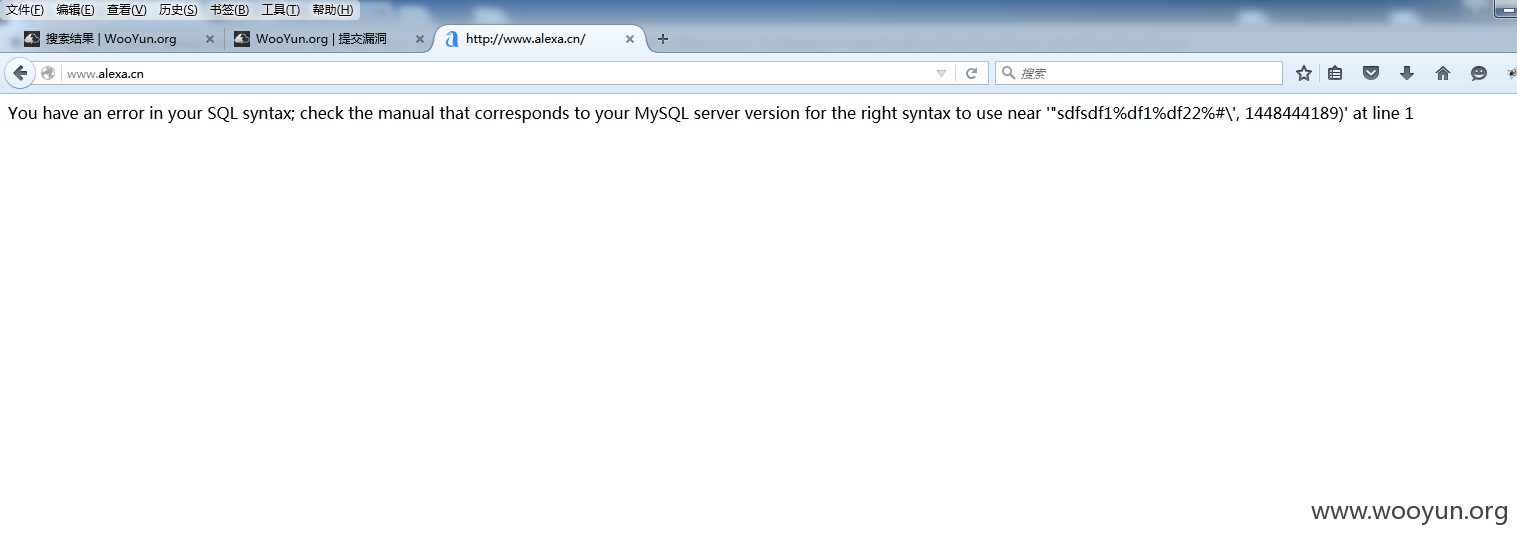 文件(F) 编辑(E) 查看(V) 历史(S) 书签(B) 工具(T) 帮助(H)
搜索结果 | WooYun.org WooYun.org | 提交漏洞 http://www.alexa.cn/
www.alexa.cn 搜索
You have an error in your SQL syntax; check the manual that corresponds to your MySQL server version for the right syntax to use near '"sdfsdf1%df1%df22%#\', 1448444189)' at line 1
www.wooyun.org